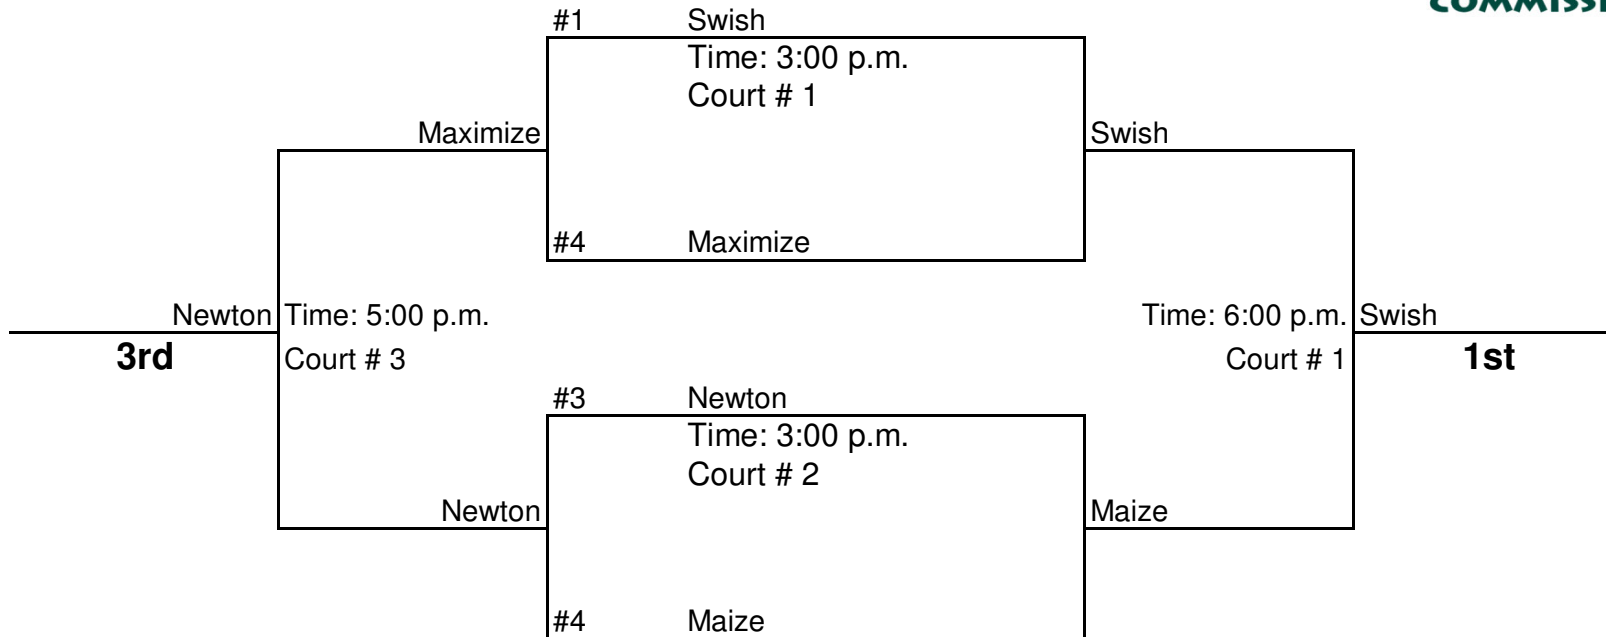 COMMISSI
#1 Swish
Time: 3:00 p.m.
Court # 1
Maximize
Swish
#4 Maximize
Newton
Time: 5:00 p.m.
Time: 6:00 p.m.
Swish
3rd
Court # 3
Court # 1
1st
#3 Newton
Time: 3:00 p.m.
Court # 2
Newton
Maize
#4 Maize